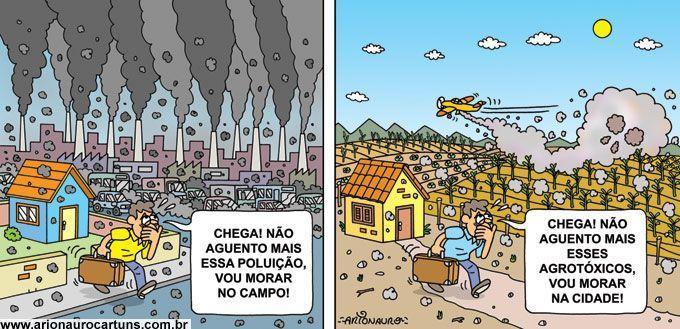 CHEGA! NÃO
AGUENTO MAIS
ESSA POLUIÇÃO,
VOU MORAR
NO CAMPO!
CHEGA! NÃO
AGUENTO MAIS
ESSES
AGROTÓXICOS,
VOU MORAR
NA CIDADE!
-ARIONAURO-
www.arionaurocartuns.com.br